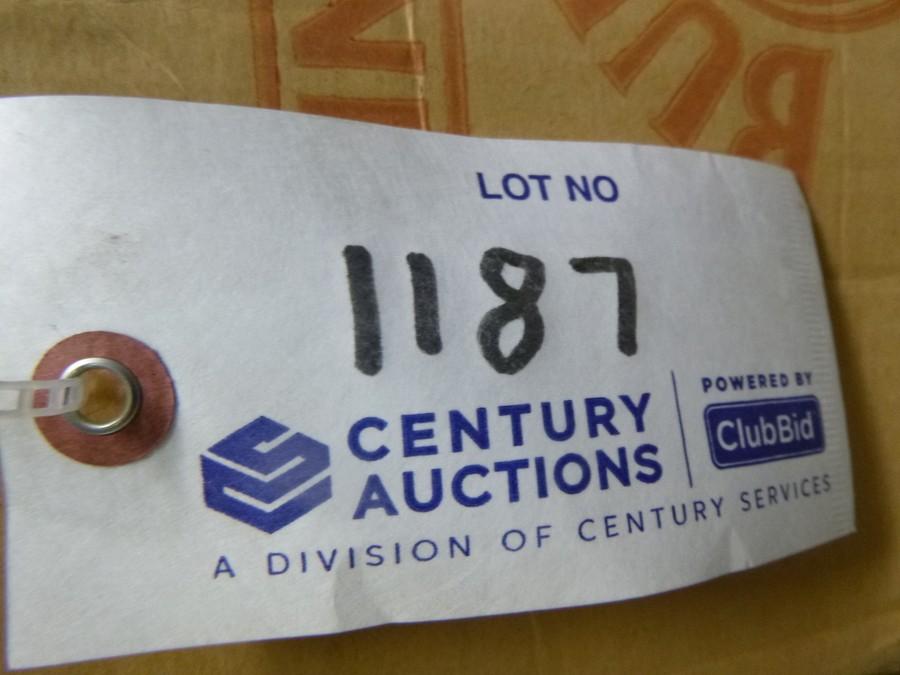 LOT NO
1187
CENTURY
AUCTIONS
POWERED BY
ClubBid
A DIVISION OF CENTURY SERVICES